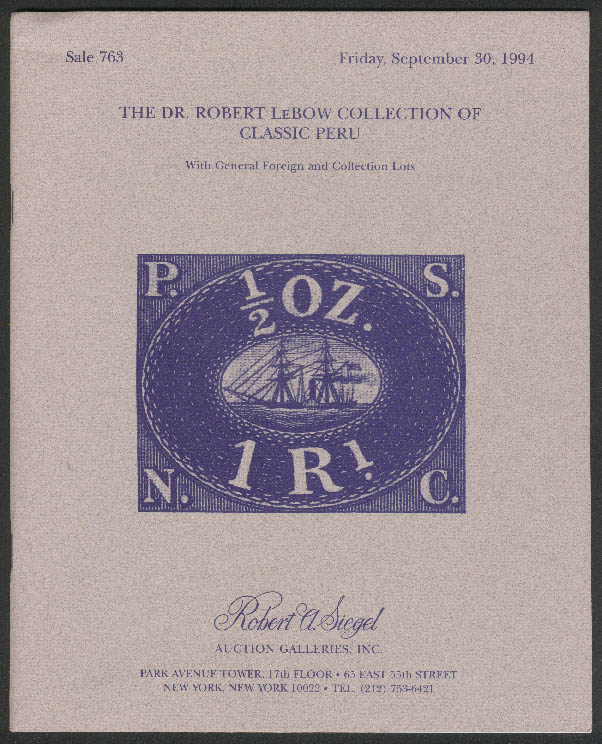 Sale 763
Friday, September 30, 1994
THE DR. ROBERT LEBOW COLLECTION OF
CLASSIC PERU
With General Foreign and Collection Lots
P. S.
1/2 OZ.
1 R1.
N. C.
Robert A. Siegel
AUCTION GALLERIES, INC.
PARK AVENUE TOWER, 17th FLOOR • 65 EAST 55th STREET
NEW YORK, NEW YORK 10022 • TEL. (212) 753-6421